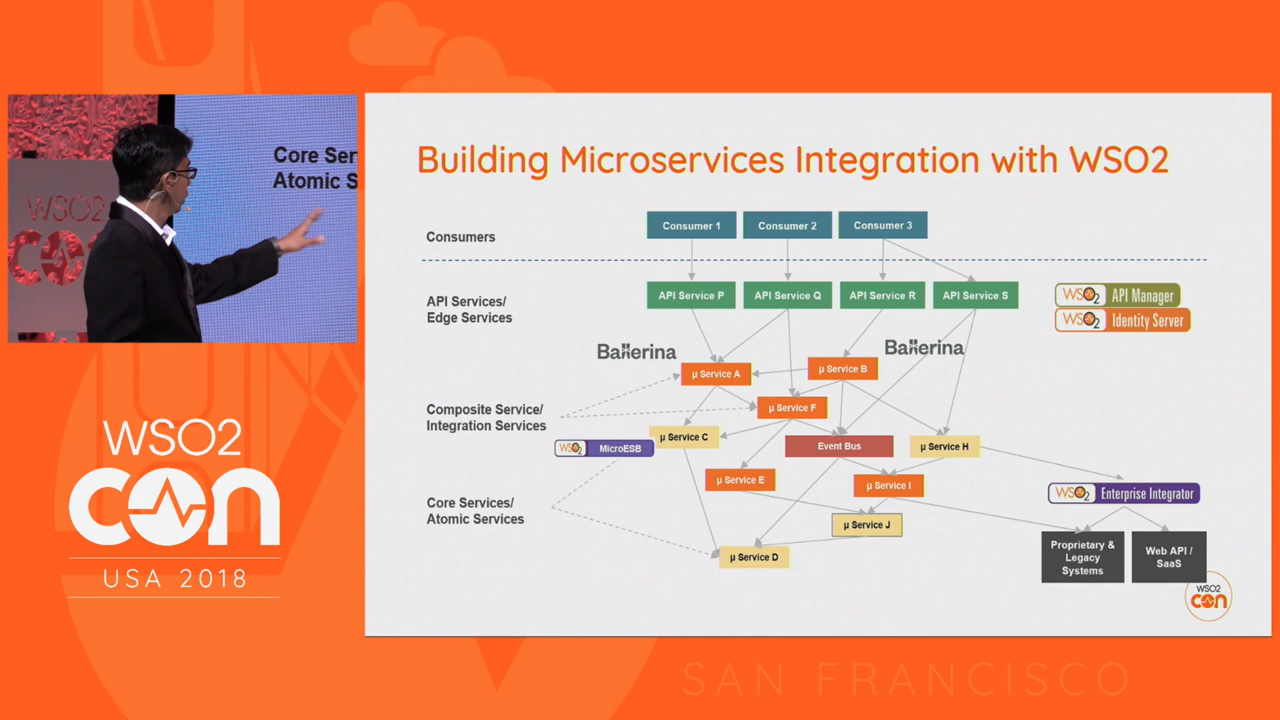 Core Ser
Atomic S
WSO2
CON
WSO2
CON
USA 2018
Building Microservices Integration with WSO2
Consumers
Consumer 1
Consumer 2
Consumer 3
API Services/
Edge Services
API Service P
API Service Q
API Service R
API Service S
WSO2 API Manager
WSO2 Identity Server
Ballerina
Ballerina
µ Service A
µ Service B
Composite Service/
Integration Services
µ Service F
µ Service C
Event Bus
µ Service H
WSO2 MicroESB
µ Service E
µ Service I
WSO2 Enterprise Integrator
Core Services/
Atomic Services
µ Service J
µ Service D
Proprietary &
Legacy
Systems
Web API /
SaaS
WSO2
CON
SAN FRANCISCO